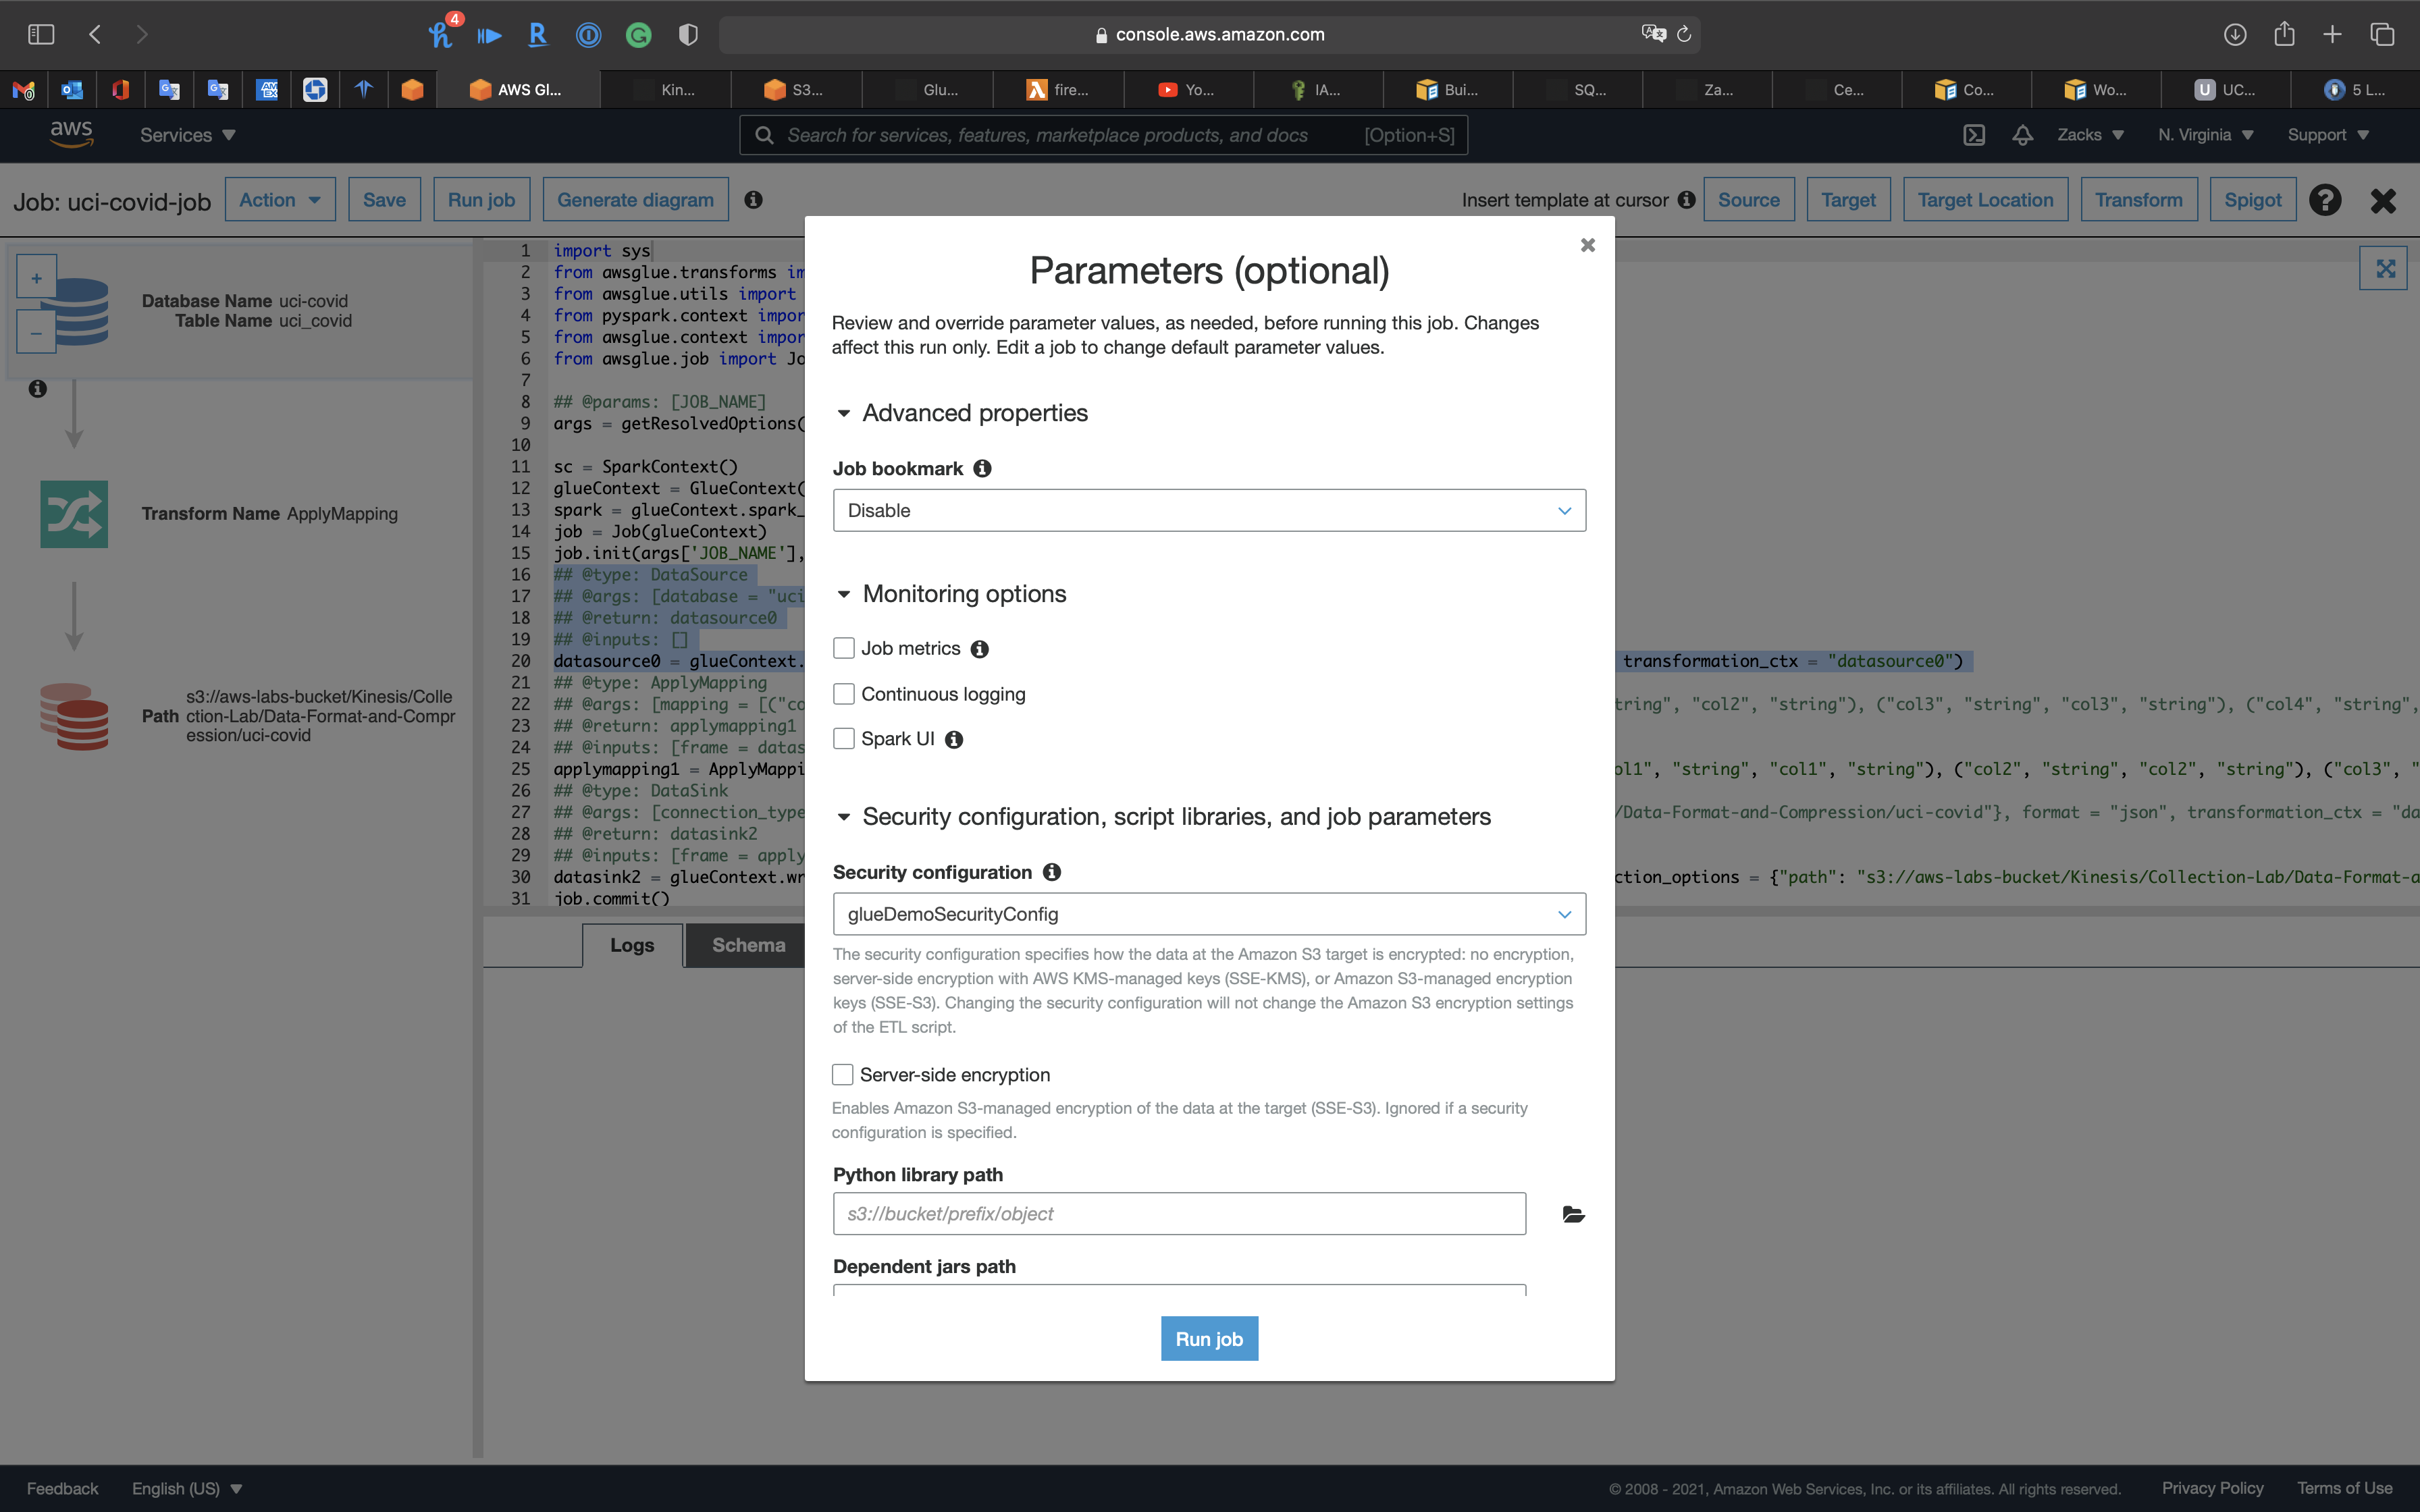 4
console.aws.amazon.com
AWS Gl...
Kin...
S3...
Glu...
fire...
Yo...
IA...
Bui...
SQ...
Za...
Ce...
Co...
Wo...
U UC...
5 L...
aws
Services
Search for services, features, marketplace products, and docs [Option+S]
Zacks
N. Virginia
Support
Job: uci-covid-job
Action
Save
Run job
Generate diagram
Insert template at cursor
Source
Target
Target Location
Transform
Spigot
Database Name uci-covid
Table Name uci_covid
Transform Name ApplyMapping
s3://aws-labs-bucket/Kinesis/Colle
Path ction-Lab/Data-Format-and-Compr
ession/uci-covid
1 import sys
2 from awsglue.transforms im
3 from awsglue.utils import
4 from pyspark.context impor
5 from awsglue.context impor
6 from awsglue.job import Jo
7
8 ## @params: [JOB_NAME]
9 args = getResolvedOptions(
10
11 sc = SparkContext()
12 glueContext = GlueContext(
13 spark = glueContext.spark_
14 job = Job(glueContext)
15 job.init(args['JOB_NAME'],
16 ## @type: DataSource
17 ## @args: [database = "uci
18 ## @return: datasource0
19 ## @inputs: []
20 datasource0 = glueContext. transformation_ctx = "datasource0")
21 ## @type: ApplyMapping
22 ## @args: [mapping = [("co tring", "col2", "string"), ("col3", "string", "col3", "string"), ("col4", "string",
23 ## @return: applymapping1
24 ## @inputs: [frame = datas
25 applymapping1 = ApplyMappi ol1", "string", "col1", "string"), ("col2", "string", "col2", "string"), ("col3", "
26 ## @type: DataSink
27 ## @args: [connection_type /Data-Format-and-Compression/uci-covid"}, format = "json", transformation_ctx = "da
28 ## @return: datasink2
29 ## @inputs: [frame = apply
30 datasink2 = glueContext.wr ction_options = {"path": "s3://aws-labs-bucket/Kinesis/Collection-Lab/Data-Format-a
31 job.commit()
Logs
Schema
Parameters (optional)
Review and override parameter values, as needed, before running this job. Changes
affect this run only. Edit a job to change default parameter values.
Advanced properties
Job bookmark
Disable
Monitoring options
Job metrics
Continuous logging
Spark UI
Security configuration, script libraries, and job parameters
Security configuration
glueDemoSecurityConfig
The security configuration specifies how the data at the Amazon S3 target is encrypted: no encryption,
server-side encryption with AWS KMS-managed keys (SSE-KMS), or Amazon S3-managed encryption
keys (SSE-S3). Changing the security configuration will not change the Amazon S3 encryption settings
of the ETL script.
Server-side encryption
Enables Amazon S3-managed encryption of the data at the target (SSE-S3). Ignored if a security
configuration is specified.
Python library path
s3://bucket/prefix/object
Dependent jars path
Run job
Feedback
English (US)
© 2008 - 2021, Amazon Web Services, Inc. or its affiliates. All rights reserved.
Privacy Policy
Terms of Use